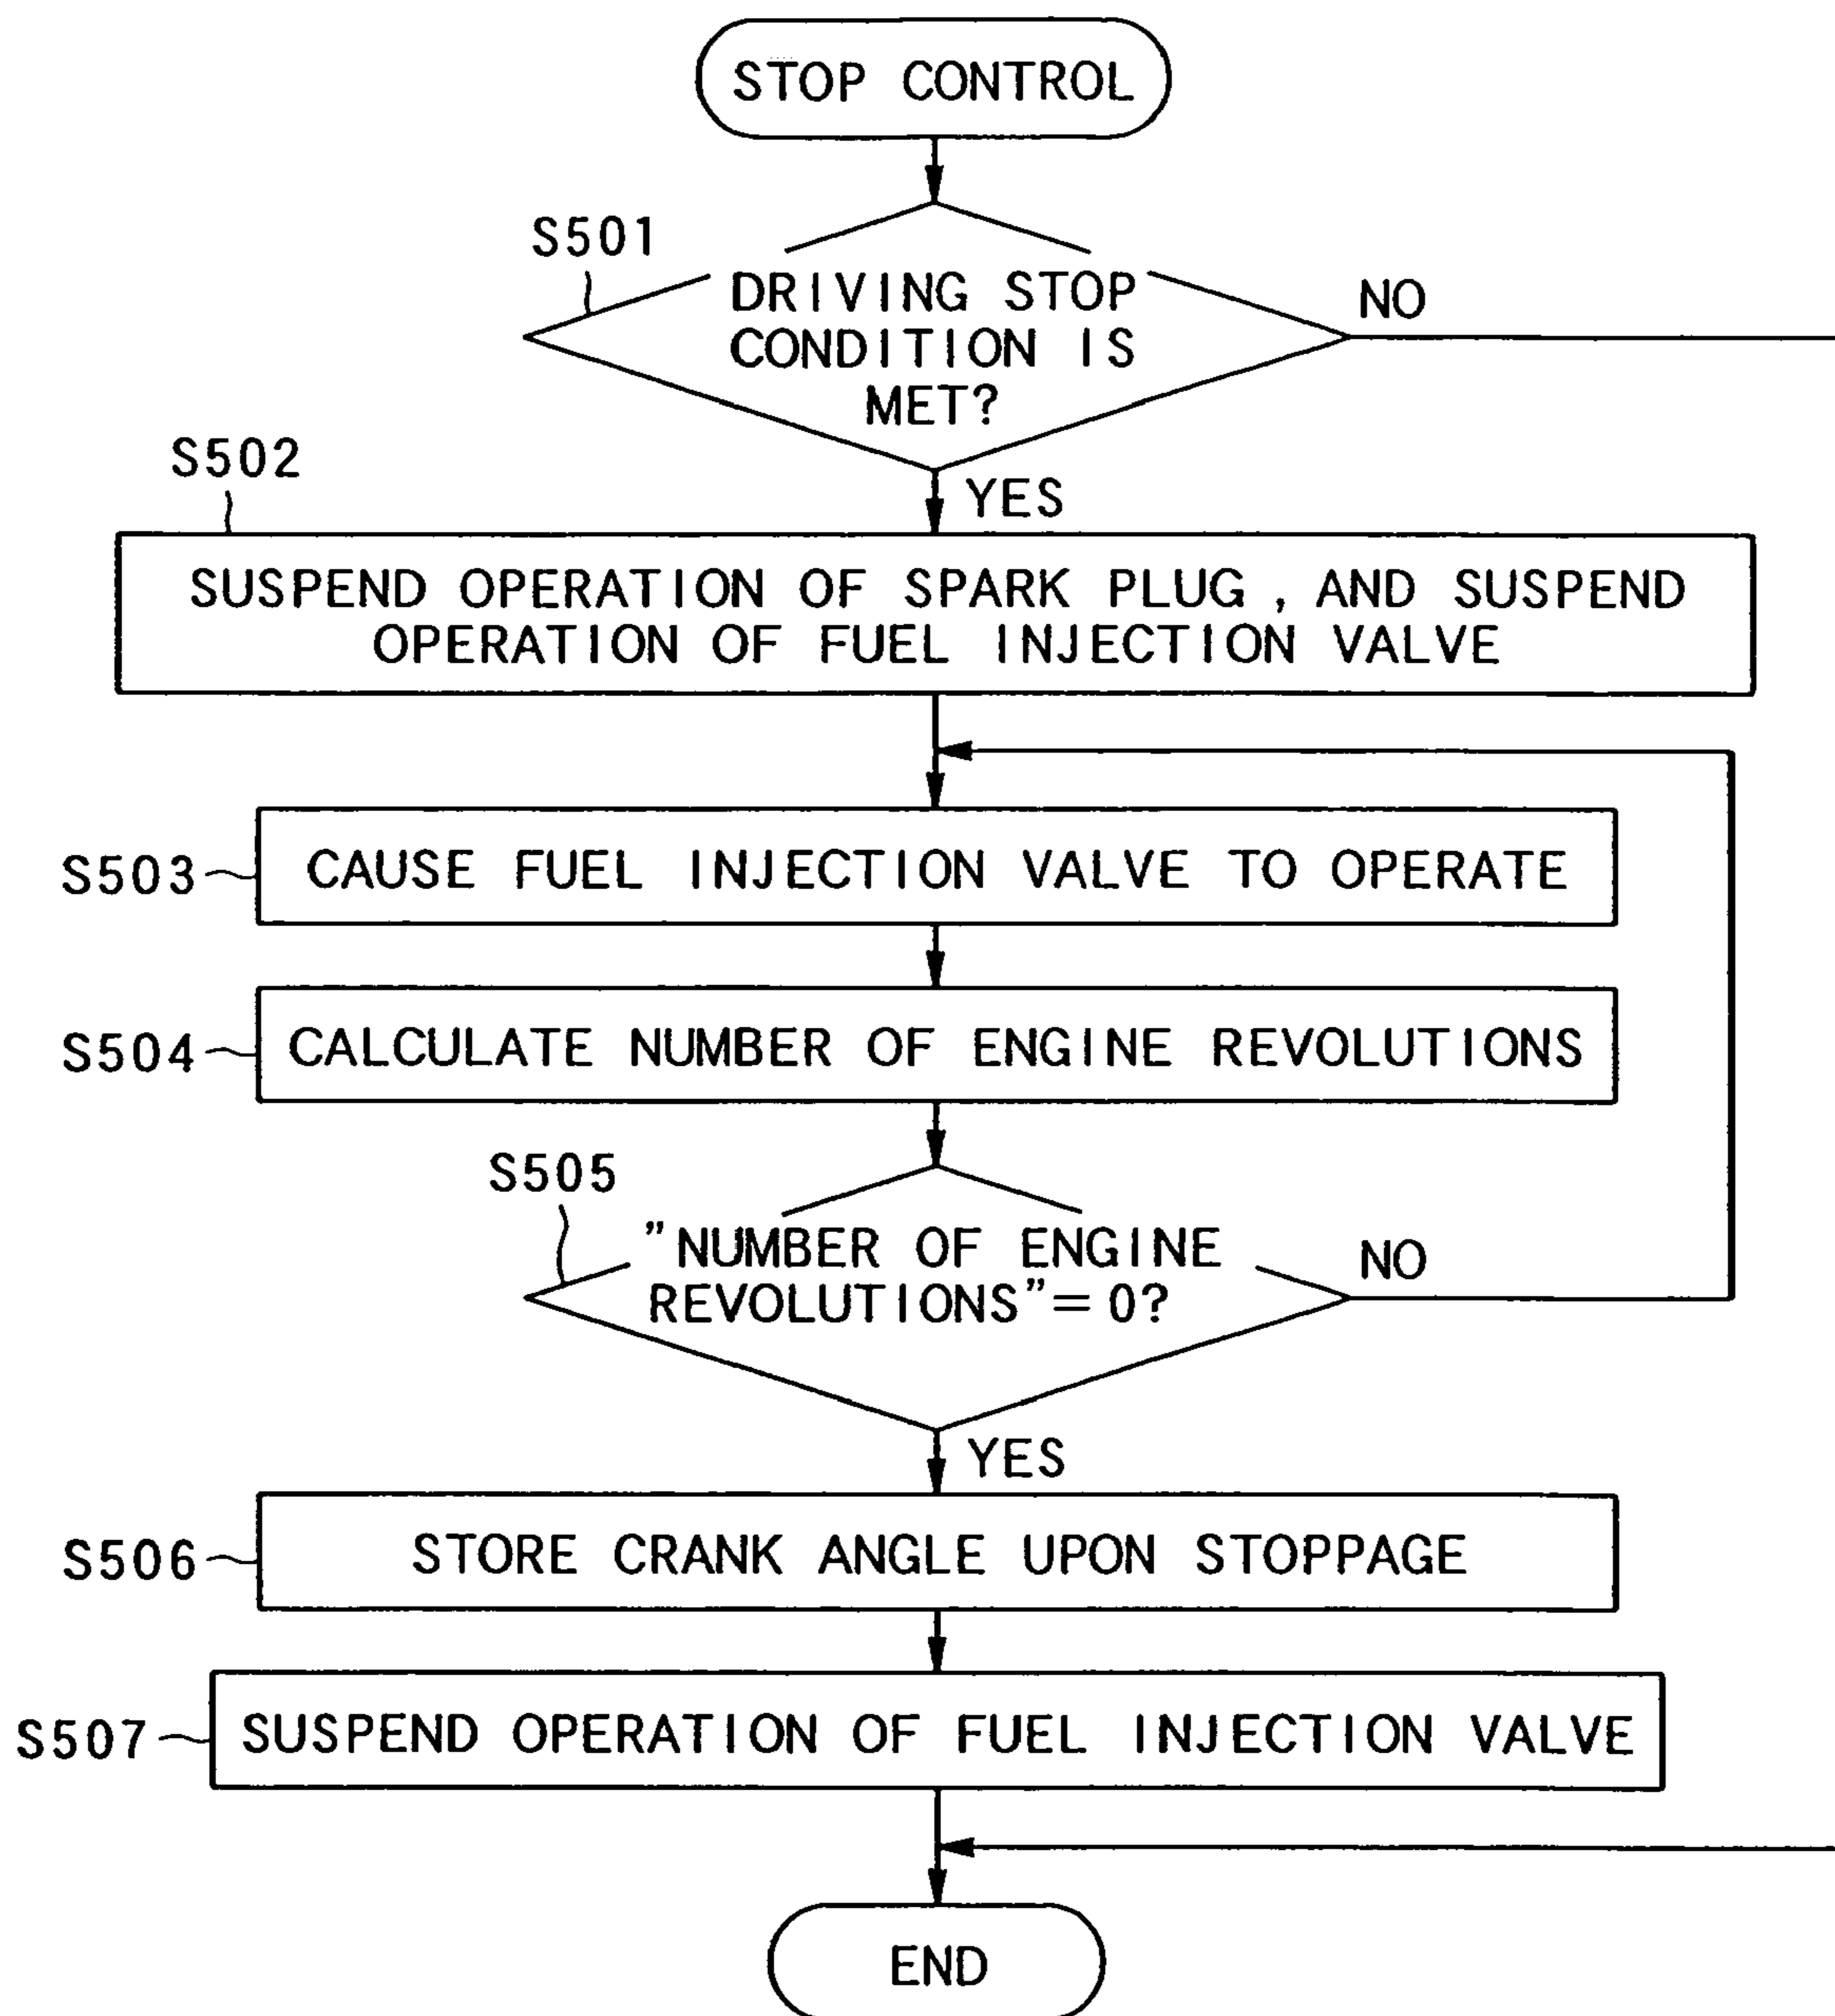 STOP CONTROL
S501
DRIVING STOP
CONDITION IS
MET?
NO
YES
S502
SUSPEND OPERATION OF SPARK PLUG, AND SUSPEND
OPERATION OF FUEL INJECTION VALVE
S503
CAUSE FUEL INJECTION VALVE TO OPERATE
S504
CALCULATE NUMBER OF ENGINE REVOLUTIONS
S505
"NUMBER OF ENGINE
REVOLUTIONS"=0?
NO
YES
S506
STORE CRANK ANGLE UPON STOPPAGE
S507
SUSPEND OPERATION OF FUEL INJECTION VALVE
END